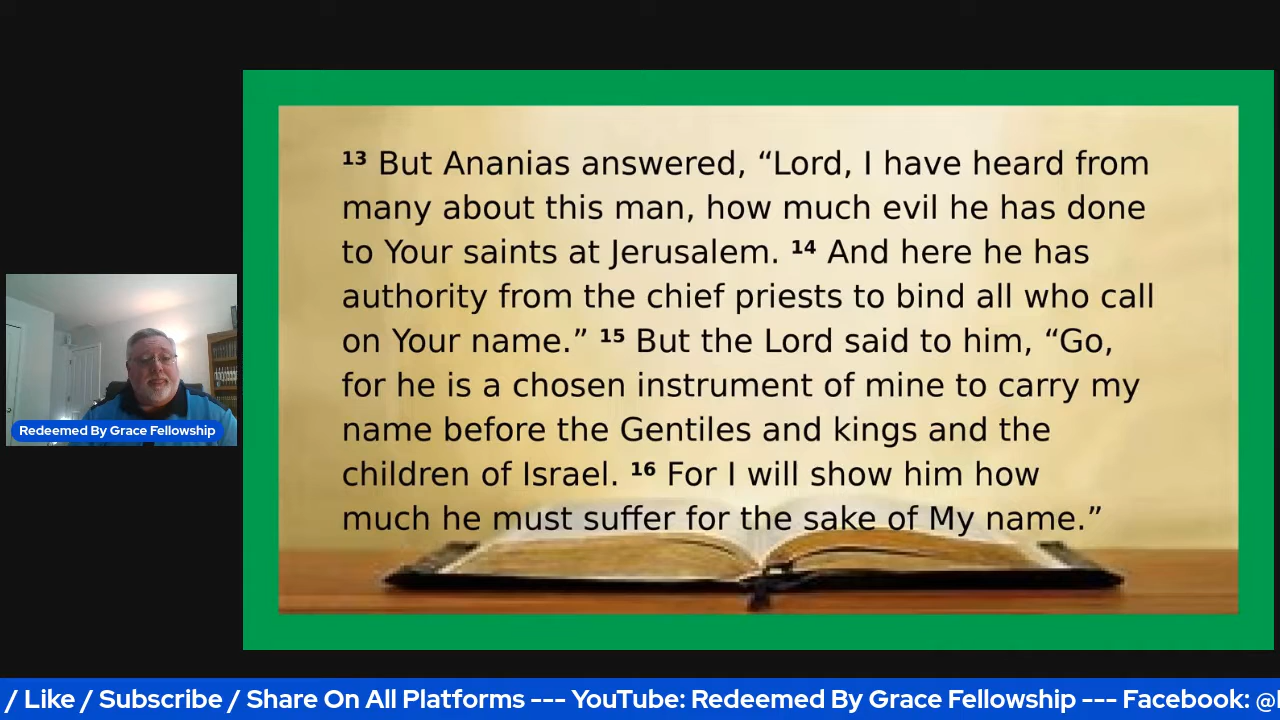 ¹³ But Ananias answered, “Lord, I have heard from
many about this man, how much evil he has done
to Your saints at Jerusalem. ¹⁴ And here he has
authority from the chief priests to bind all who call
on Your name.” ¹⁵ But the Lord said to him, “Go,
for he is a chosen instrument of mine to carry my
name before the Gentiles and kings and the
children of Israel. ¹⁶ For I will show him how
much he must suffer for the sake of My name.”
Redeemed By Grace Fellowship
/ Like / Subscribe / Share On All Platforms --- YouTube: Redeemed By Grace Fellowship --- Facebook: @